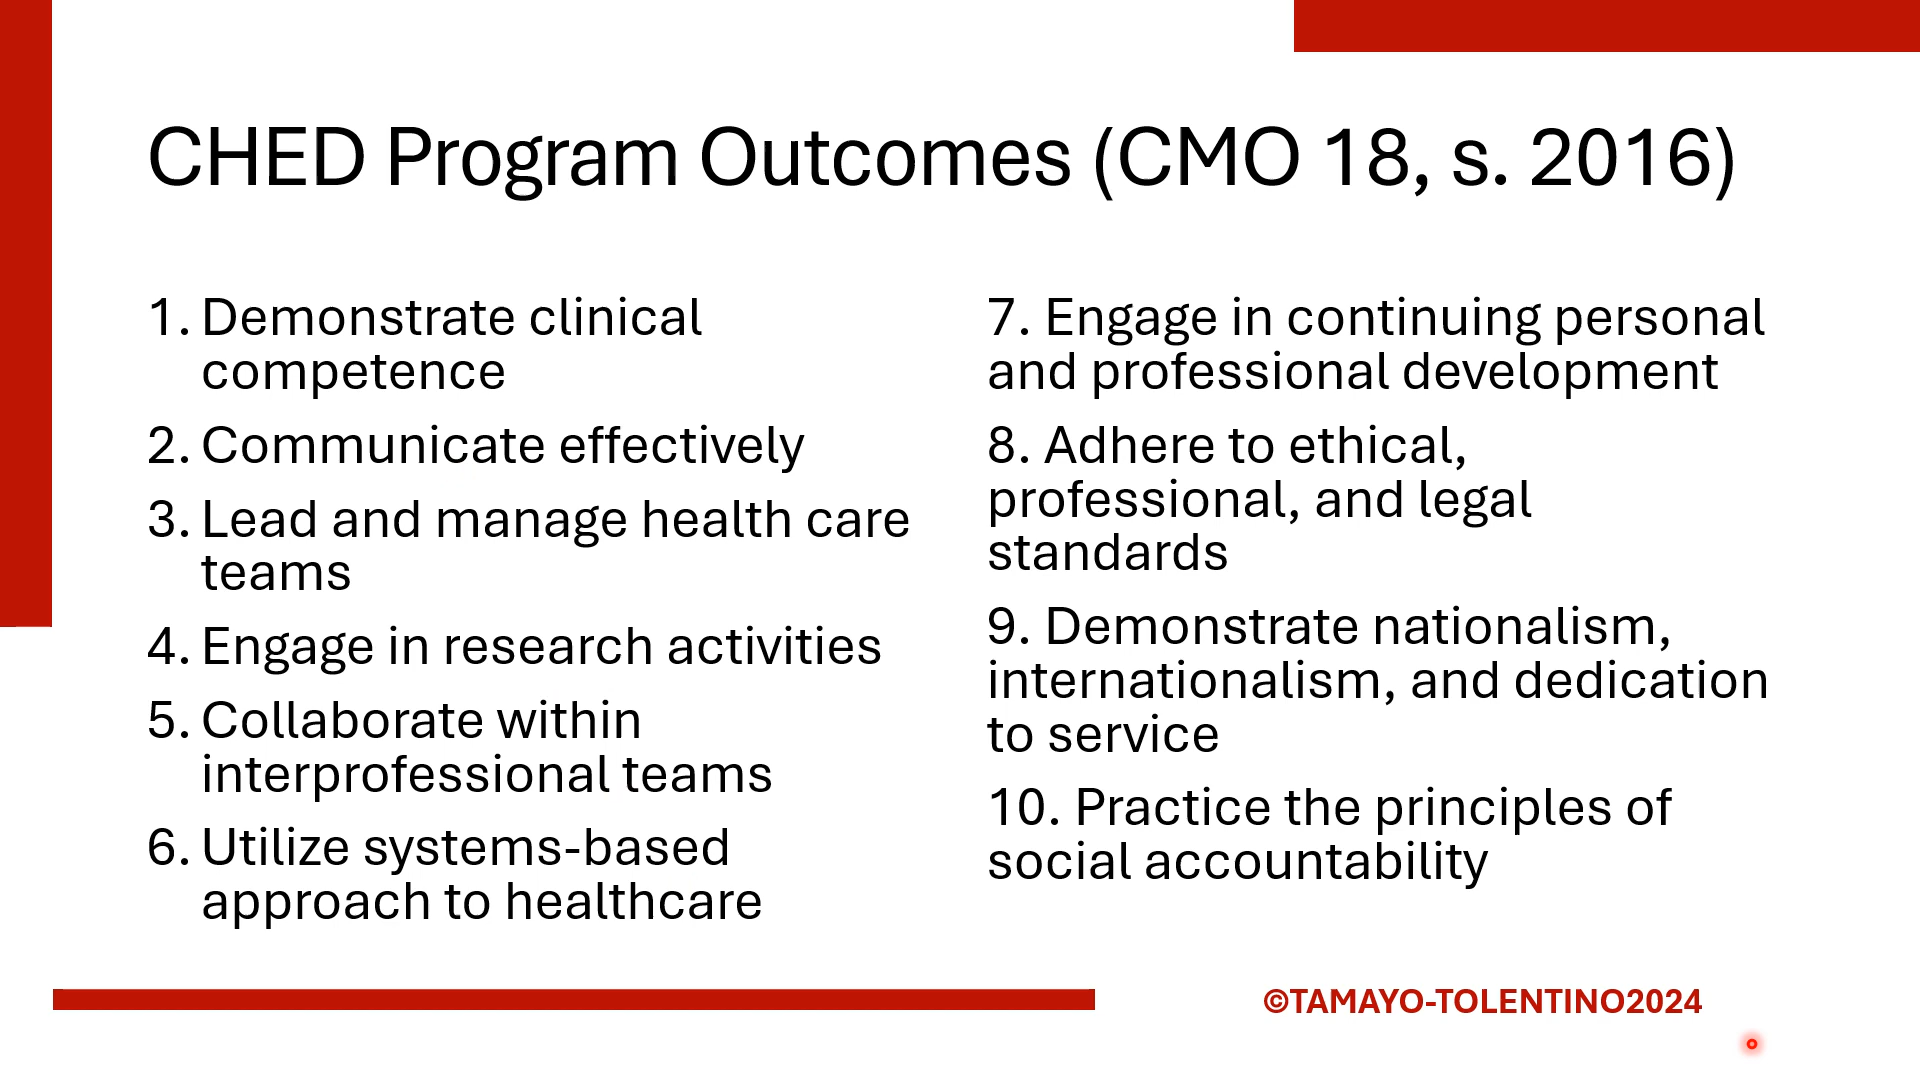 CHED Program Outcomes (CMO 18, s. 2016)
1. Demonstrate clinical
competence
2. Communicate effectively
3. Lead and manage health care
teams
4. Engage in research activities
5. Collaborate within
interprofessional teams
6. Utilize systems-based
approach to healthcare
7. Engage in continuing personal
and professional development
8. Adhere to ethical,
professional, and legal
standards
9. Demonstrate nationalism,
internationalism, and dedication
to service
10. Practice the principles of
social accountability
©TAMAYO-TOLENTINO2024